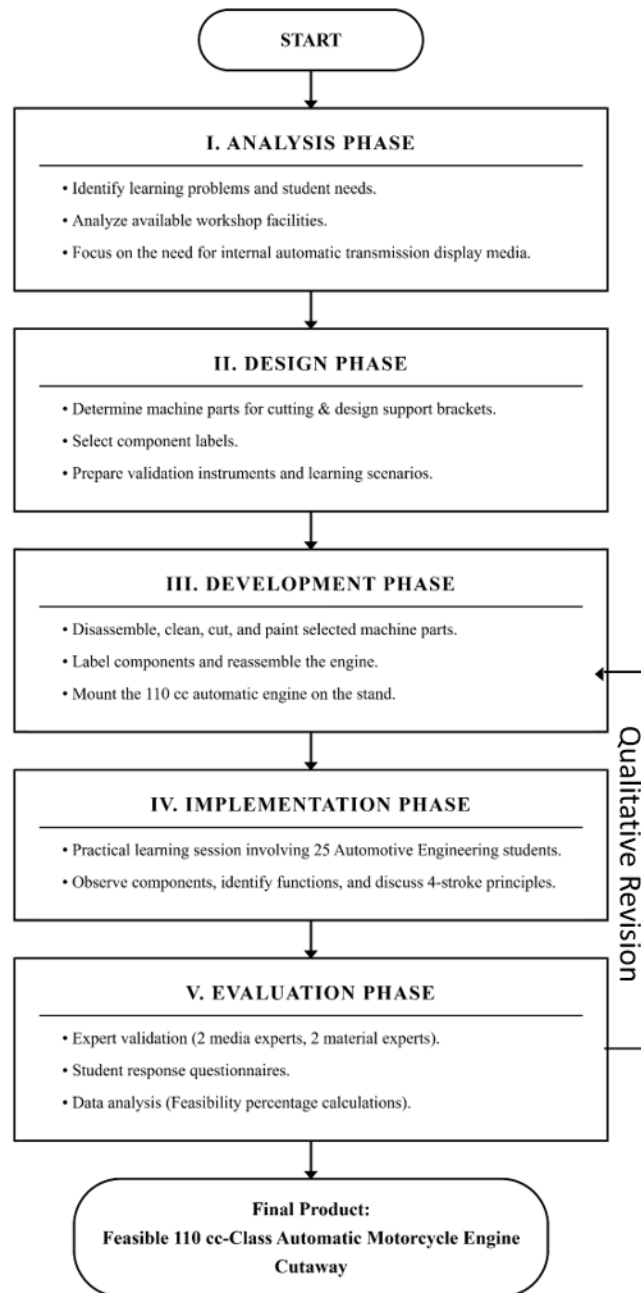 START
I. ANALYSIS PHASE
• Identify learning problems and student needs.
• Analyze available workshop facilities.
• Focus on the need for internal automatic transmission display media.
II. DESIGN PHASE
• Determine machine parts for cutting & design support brackets.
• Select component labels.
• Prepare validation instruments and learning scenarios.
III. DEVELOPMENT PHASE
• Disassemble, clean, cut, and paint selected machine parts.
• Label components and reassemble the engine.
• Mount the 110 cc automatic engine on the stand.
Qualitative Revision
IV. IMPLEMENTATION PHASE
• Practical learning session involving 25 Automotive Engineering students.
• Observe components, identify functions, and discuss 4-stroke principles.
V. EVALUATION PHASE
• Expert validation (2 media experts, 2 material experts).
• Student response questionnaires.
• Data analysis (Feasibility percentage calculations).
Final Product:
Feasible 110 cc-Class Automatic Motorcycle Engine
Cutaway